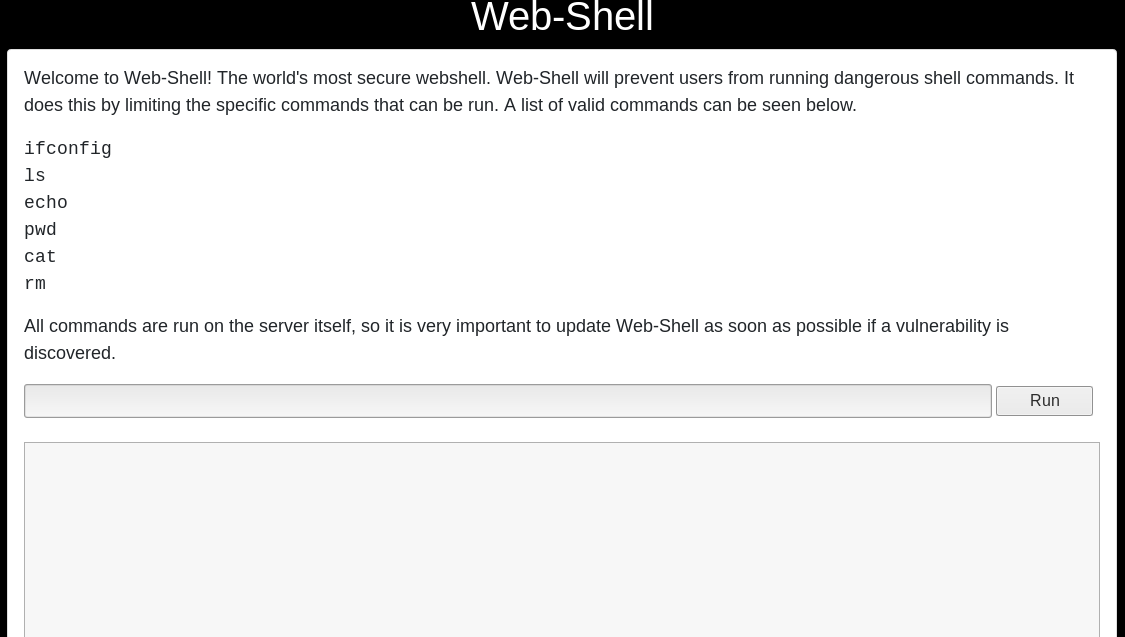 Web-Shell
Welcome to Web-Shell! The world's most secure webshell. Web-Shell will prevent users from running dangerous shell commands. It
does this by limiting the specific commands that can be run. A list of valid commands can be seen below.
ifconfig
ls
echo
pwd
cat
rm
All commands are run on the server itself, so it is very important to update Web-Shell as soon as possible if a vulnerability is
discovered.
Run